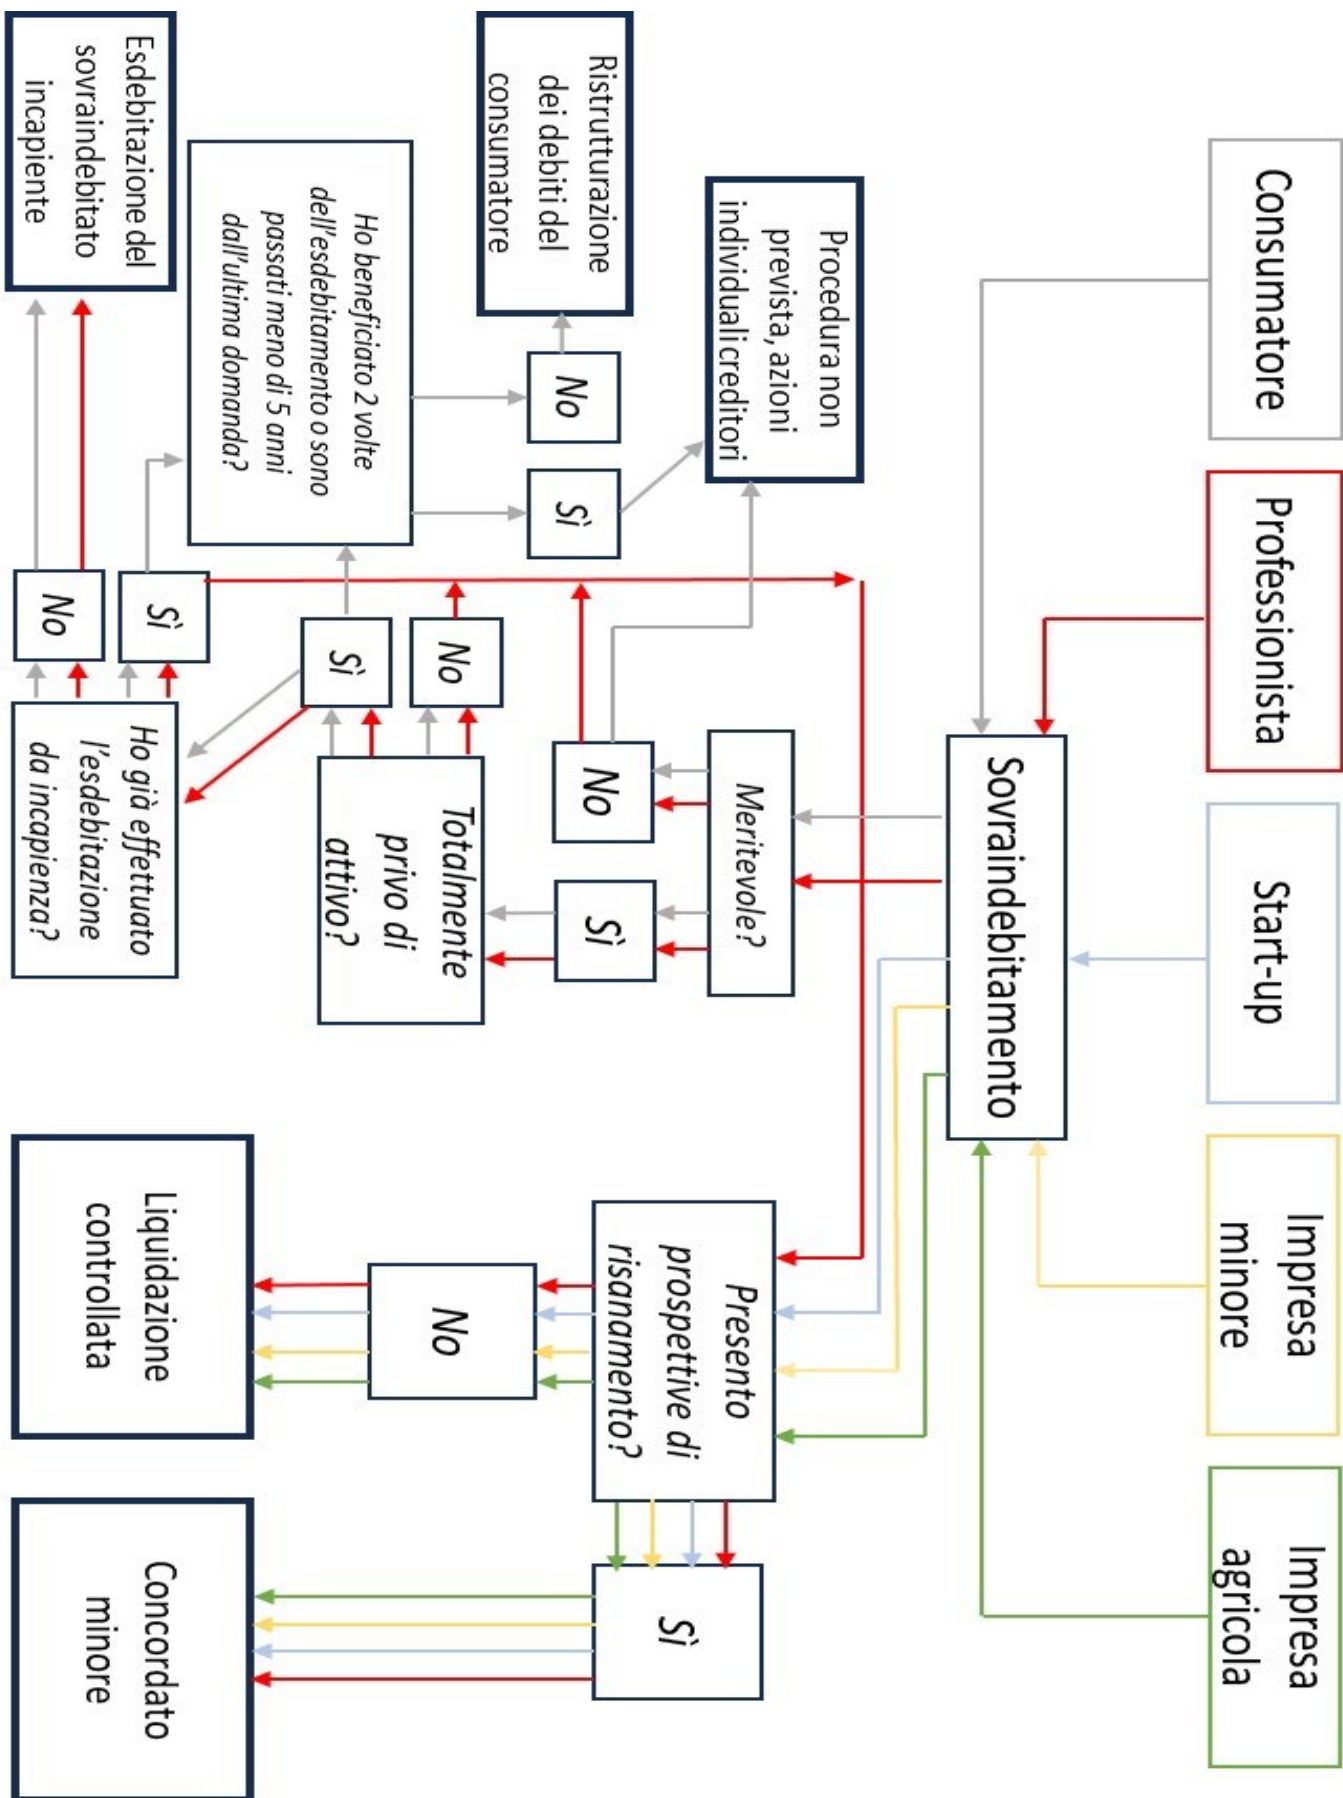 Consumatore
Professionista
Start-up
Impresa
minore
Impresa
agricola
Sovraindebitamento
Procedura non
prevista, azioni
individuali creditori
Meritevole?
Presento
prospettive di
risanamento?
Sì
Ristrutturazione
dei debiti del
consumatore
No
Sì
No
Sì
No
Ho beneficiato 2 volte
dell'esdebitamento o sono
passati meno di 5 anni
dall'ultima domanda?
Sì
No
Totalmente
privo di
attivo?
Esdebitazione del
sovraindebitato
incapiente
No
Sì
Ho già effettuato
l'esdebitazione
da incapienza?
Liquidazione
controllata
Concordato
minore